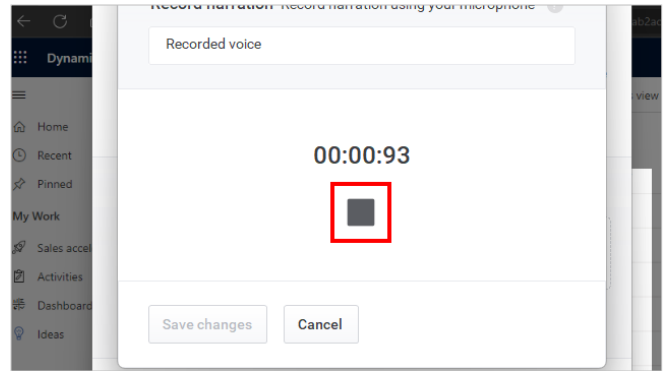 Record narration Record narration using your microphone
Recorded voice
Dynami
view
Home
Recent
Pinned
My Work
Sales accel
Activities
Dashboard
Ideas
00:00:93
Save changes
Cancel